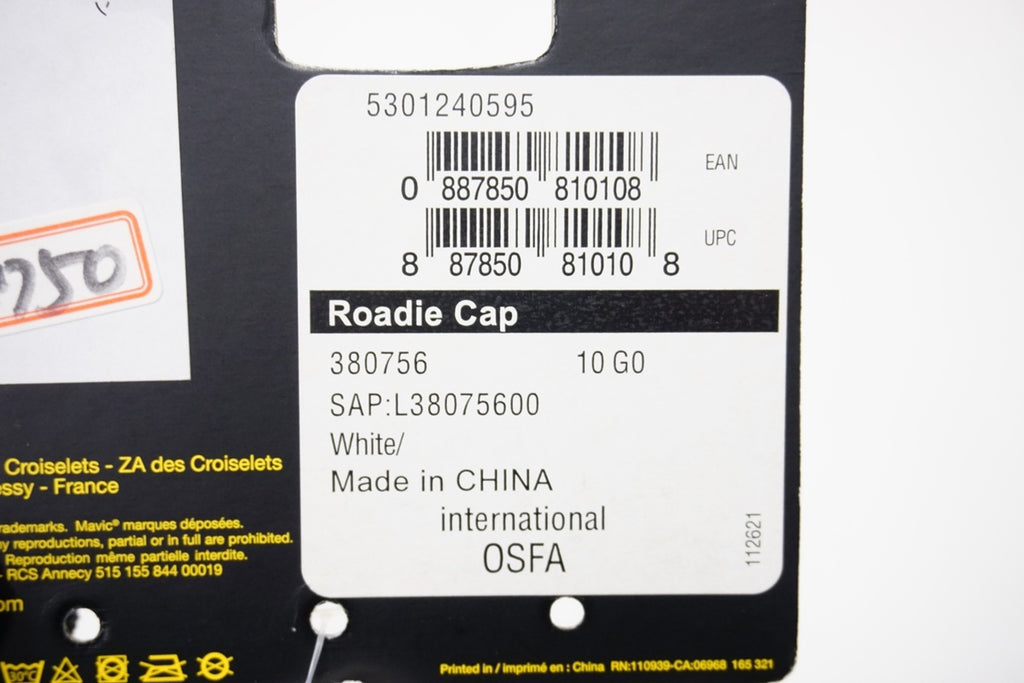 5301240595
EAN
0 887850 810108
UPC
8 87850 81010 8
Roadie Cap
380756 10 G0
SAP:L38075600
White/
Made in CHINA
international
OSFA
112621
750
Croiselets - ZA des Croiselets
- France
Mavic® marques déposées.
reproductions, partial or in full are prohibited.
Reproduction même partielle interdite.
- RCS Annecy 515 155 844 00019
30°C
Printed in / imprimé en : China RN:110939-CA:06968 165 321